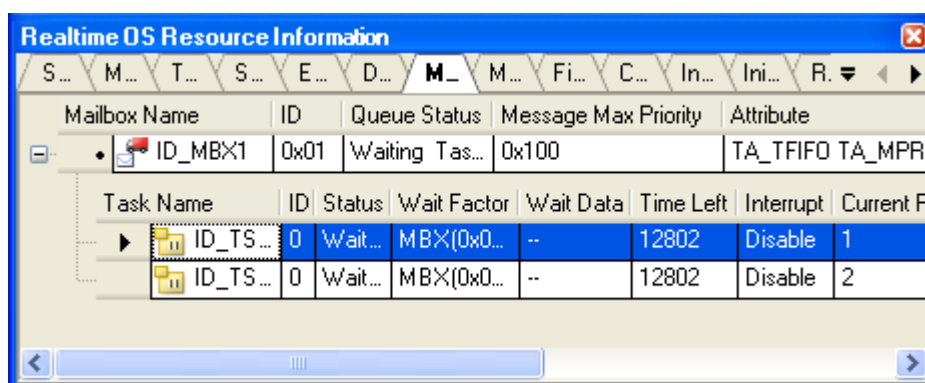 Realtime OS Resource Information
S... M... T... S... E... D... M... M... Fi... C... In... Ini... R.
Mailbox Name ID Queue Status Message Max Priority Attribute
ID_MBX1 0x01 Waiting Tas... 0x100 TA_TFIFO TA_MPR
Task Name ID Status Wait Factor Wait Data Time Left Interrupt Current P
ID_TS... 0 Wait... MBX(0x0... -- 12802 Disable 1
ID_TS... 0 Wait... MBX(0x0... -- 12802 Disable 2